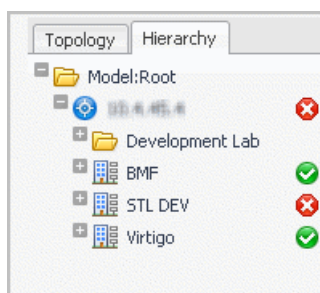 Topology Hierarchy
Model:Root
Development Lab
BMF
STL DEV
Virtigo